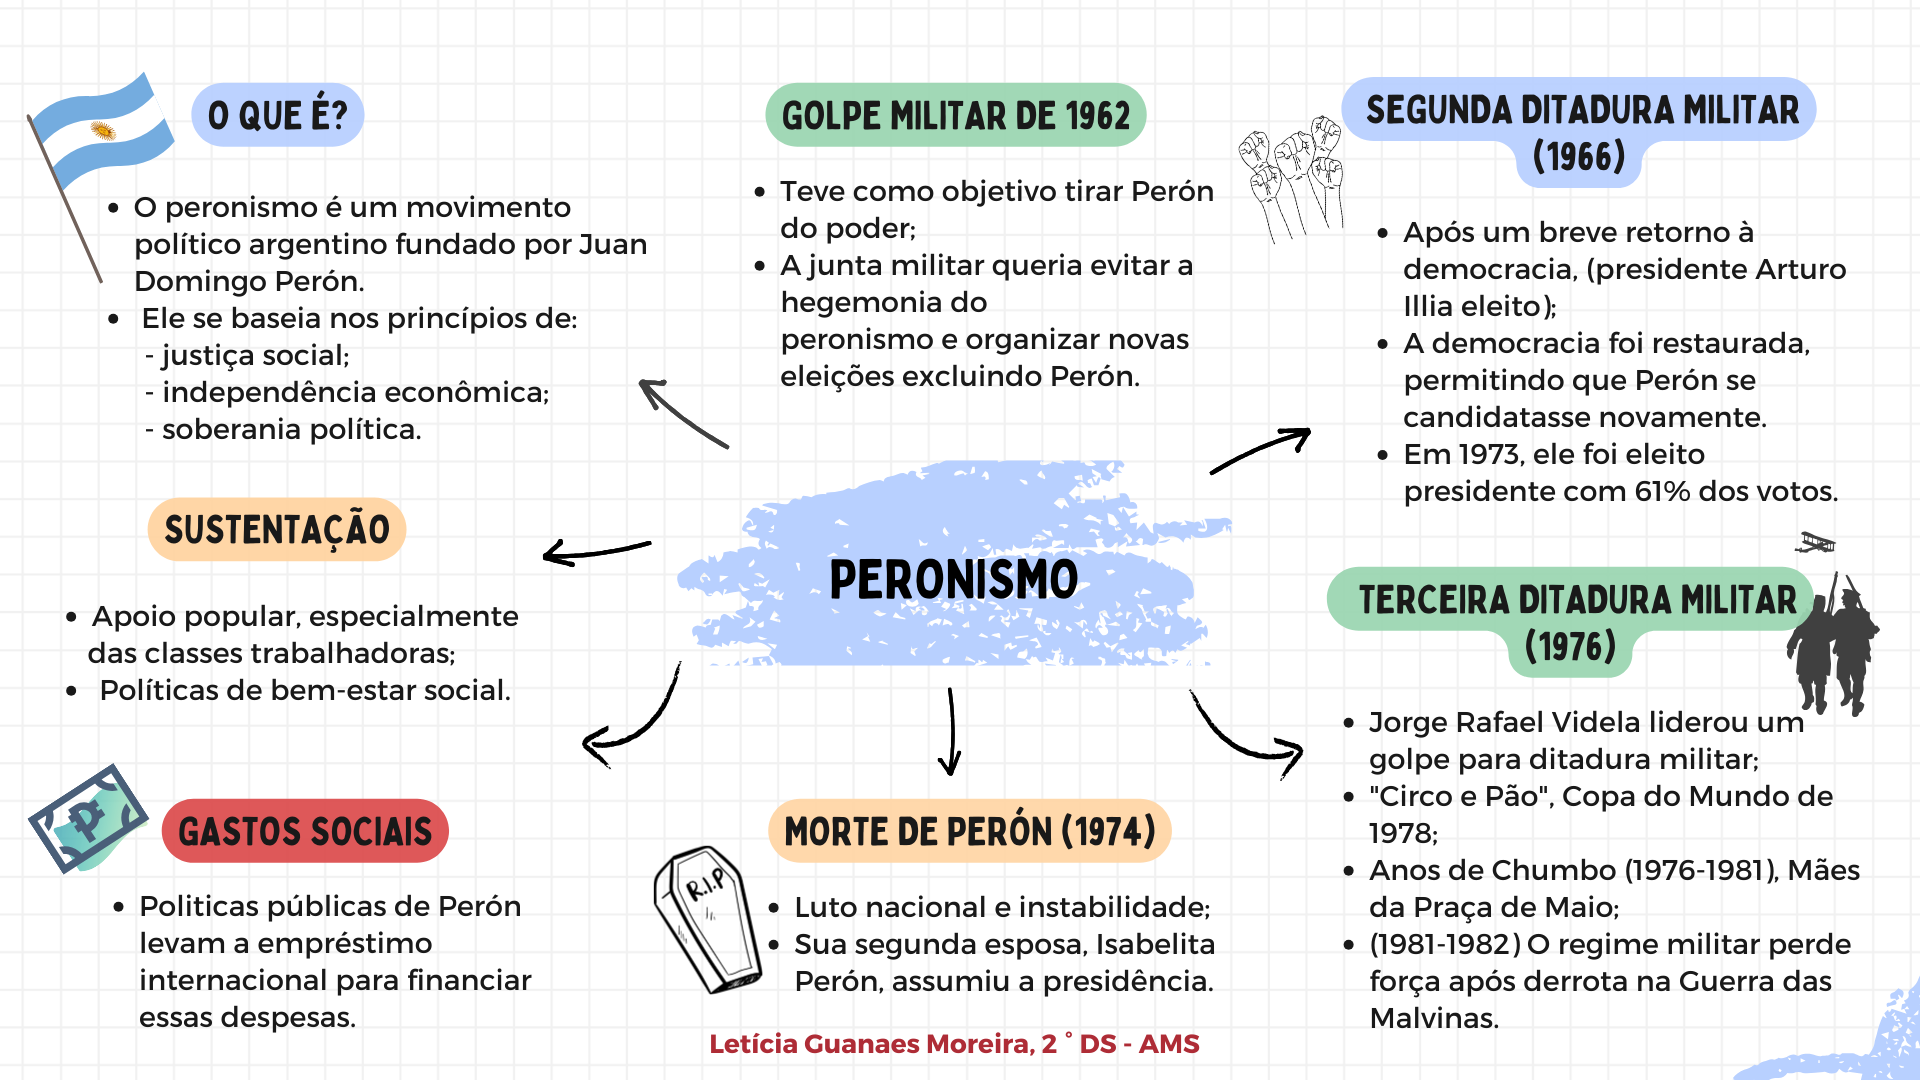 O QUE É?
• O peronismo é um movimento
político argentino fundado por Juan
Domingo Perón.
• Ele se baseia nos princípios de:
- justiça social;
- independência econômica;
- soberania política.
GOLPE MILITAR DE 1962
• Teve como objetivo tirar Perón
do poder;
• A junta militar queria evitar a
hegemonia do
peronismo e organizar novas
eleições excluindo Perón.
SEGUNDA DITADURA MILITAR
(1966)
• Após um breve retorno à
democracia, (presidente Arturo
Illia eleito);
• A democracia foi restaurada,
permitindo que Perón se
candidatasse novamente.
• Em 1973, ele foi eleito
presidente com 61% dos votos.
SUSTENTAÇÃO
• Apoio popular, especialmente
das classes trabalhadoras;
• Políticas de bem-estar social.
PERONISMO
TERCEIRA DITADURA MILITAR
(1976)
• Jorge Rafael Videla liderou um
golpe para ditadura militar;
• "Circo e Pão", Copa do Mundo de
1978;
• Anos de Chumbo (1976-1981), Mães
da Praça de Maio;
• (1981-1982) O regime militar perde
força após derrota na Guerra das
Malvinas.
GASTOS SOCIAIS
• Politicas públicas de Perón
levam a empréstimo
internacional para financiar
essas despesas.
MORTE DE PERÓN (1974)
R.I.P
• Luto nacional e instabilidade;
• Sua segunda esposa, Isabelita
Perón, assumiu a presidência.
Letícia Guanaes Moreira, 2 ° DS - AMS